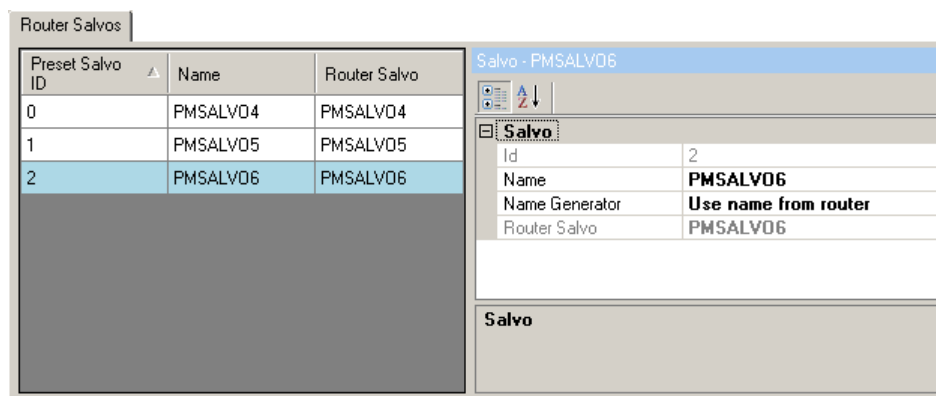 Router Salvos
Preset Salvo
ID
Name
Router Salvo
0 PMSALVO4 PMSALVO4
1 PMSALVO5 PMSALVO5
2 PMSALVO6 PMSALVO6
Salvo - PMSALVO6
A
Z
Salvo
Id 2
Name PMSALVO6
Name Generator Use name from router
Router Salvo PMSALVO6
Salvo